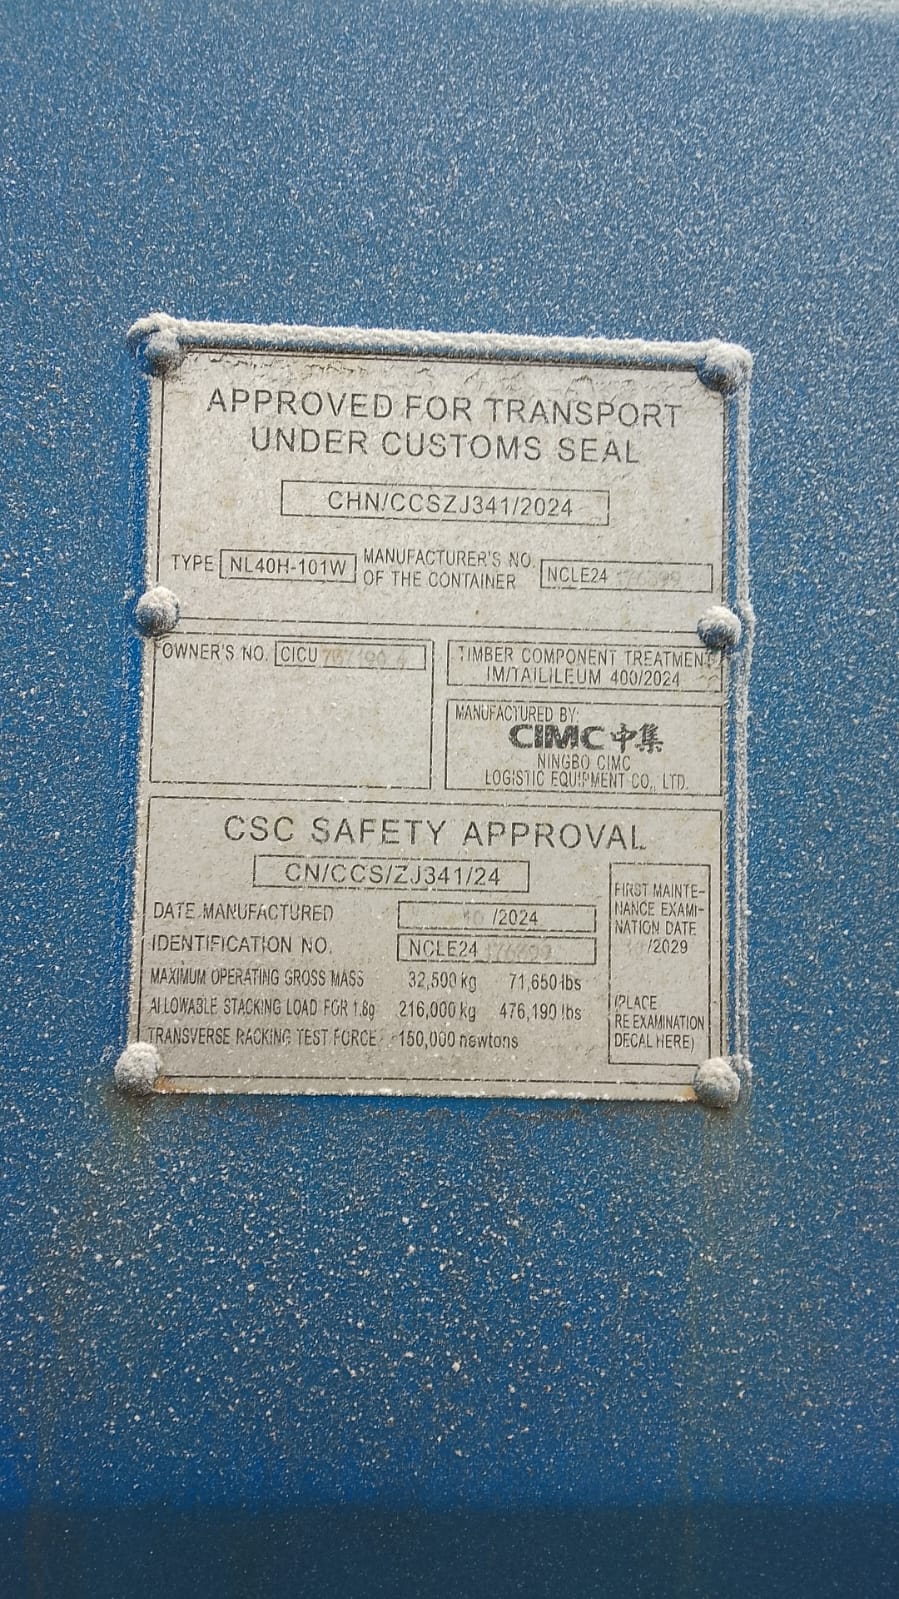 APPROVED FOR TRANSPORT
UNDER CUSTOMS SEAL
CHN/CCSZJ341/2024
TYPE NL40H-101W MANUFACTURER'S NO.
OF THE CONTAINER NCLE24
OWNER'S NO. CICU
TIMBER COMPONENT TREATMENT
IM/TAILILEUM 400/2024
MANUFACTURED BY:
CIMC 中集
NINGBO CIMC
LOGISTIC EQUIPMENT CO., LTD.
CSC SAFETY APPROVAL
CN/CCS/ZJ341/24
DATE MANUFACTURED /2024
IDENTIFICATION NO. NCLE24
MAXIMUM OPERATING GROSS MASS 32,500 kg 71,650 lbs
ALLOWABLE STACKING LOAD FOR 1.8g 216,000 kg 476,190 lbs
TRANSVERSE RACKING TEST FORCE 150,000 newtons
FIRST MAINTE-
NANCE EXAMI-
NATION DATE
/2029
(PLACE
RE EXAMINATION
DECAL HERE)